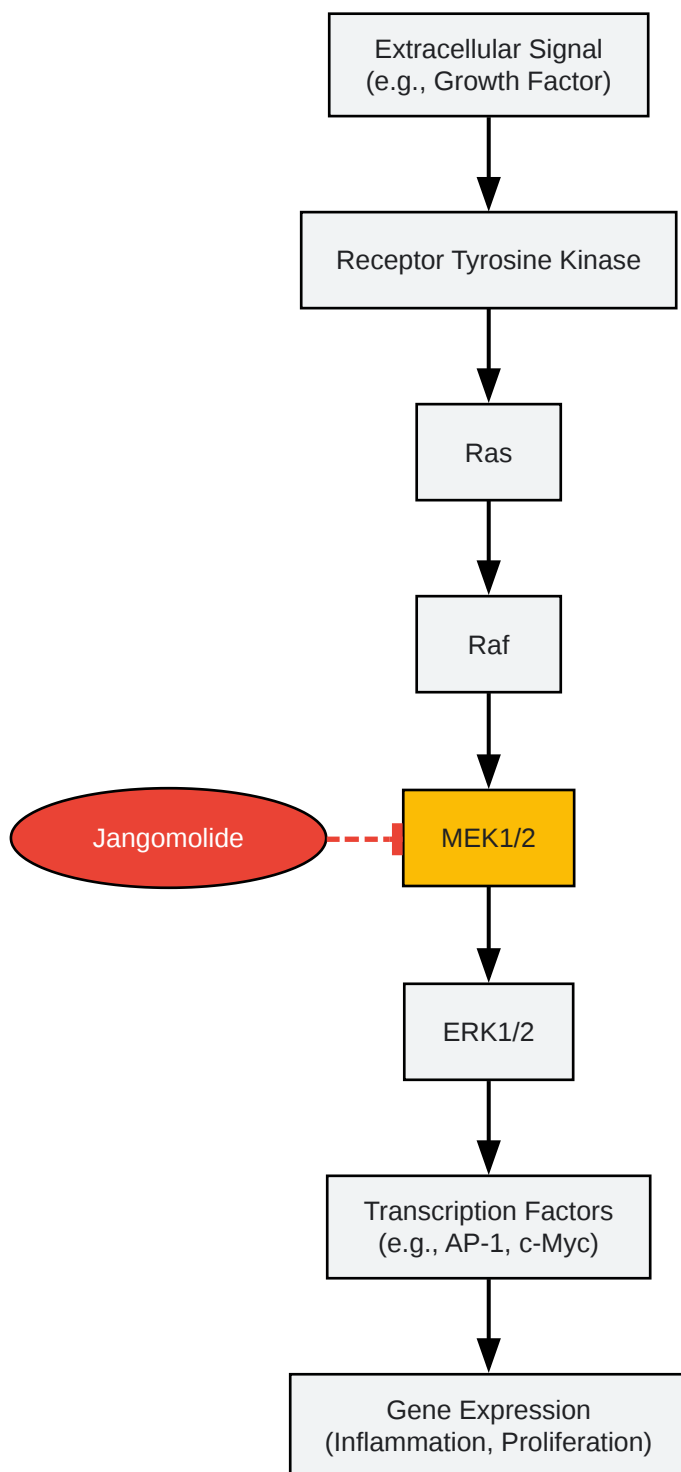 Extracellular Signal
(e.g., Growth Factor)
Receptor Tyrosine Kinase
Ras
Raf
Jangomolide
MEK1/2
ERK1/2
Transcription Factors
(e.g., AP-1, c-Myc)
Gene Expression
(Inflammation, Proliferation)